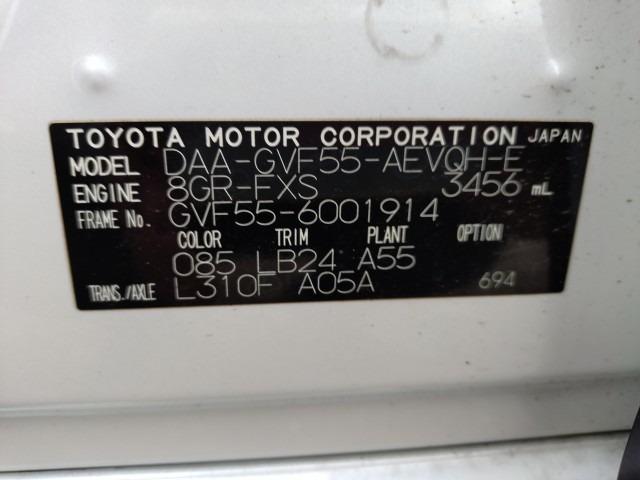 TOYOTA MOTOR CORPORATION JAPAN
MODEL DAA-GVF55-AEVQH-E
ENGINE 8GR-FXS 3456 mL
FRAME No. GVF55-6001914
COLOR TRIM PLANT OPTION
085 LB24 A55
TRANS./AXLE L310F A05A 694